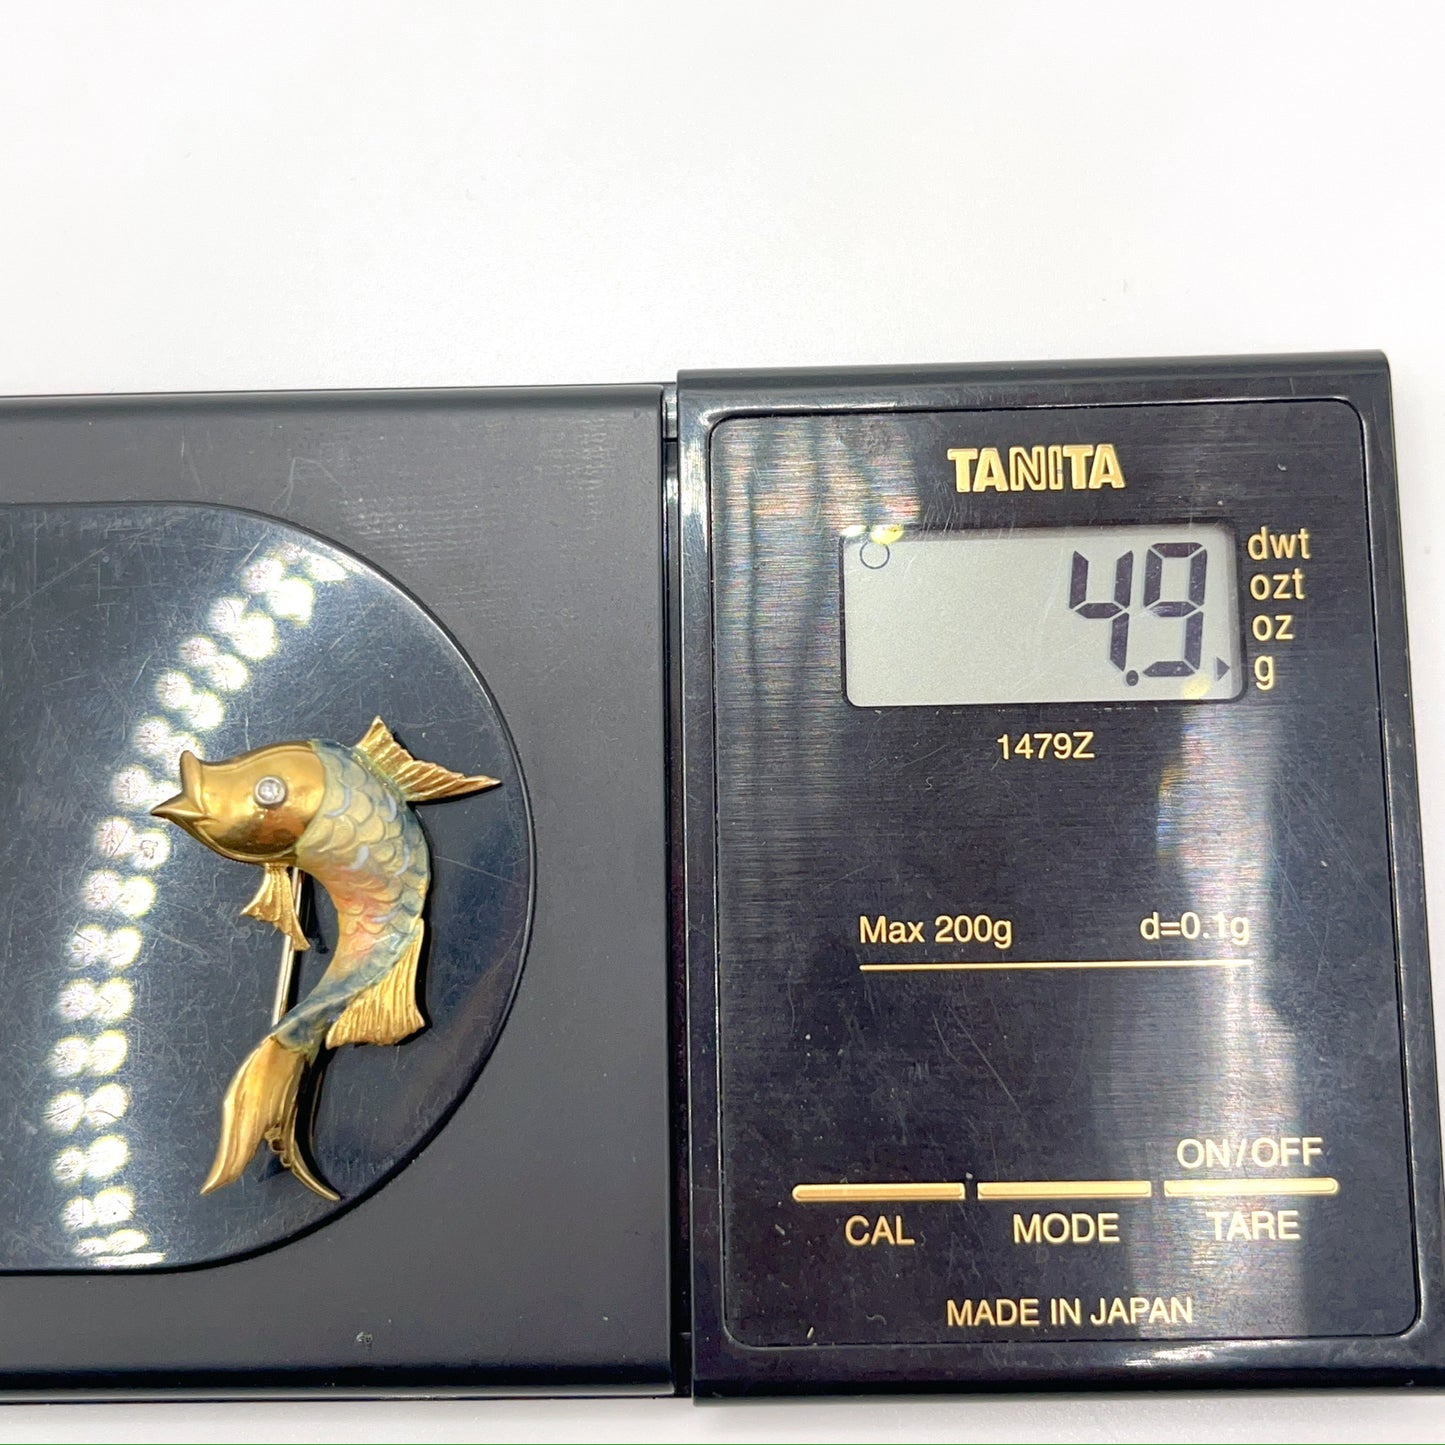 TANITA
4.9
dwt
ozt
oz
g
1479Z
Max 200g d=0.1g
ON/OFF
CAL MODE TARE
MADE IN JAPAN